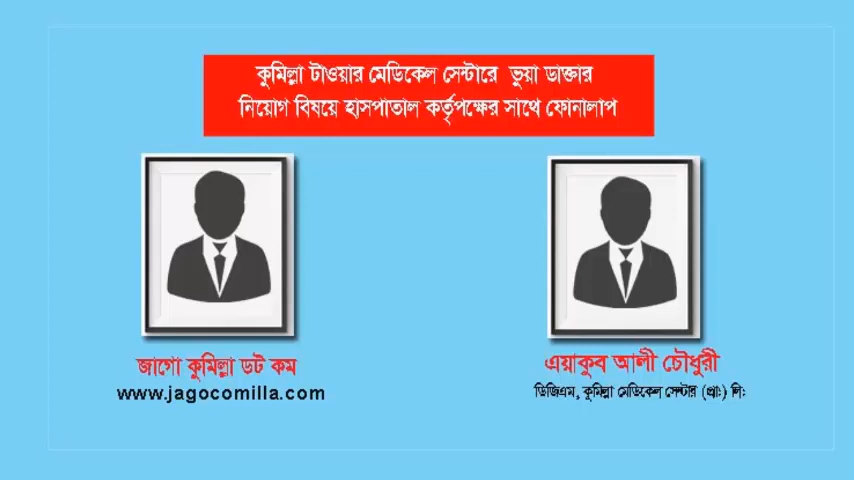 কুমিল্লা টাওয়ার মেডিকেল সেন্টারে ভুয়া ডাক্তার
নিয়োগ বিষয়ে হাসপাতাল কর্তৃপক্ষের সাথে ফোনালাপ
জাগো কুমিল্লা ডট কম
www.jagocomilla.com
এয়াকুব আলী চৌধুরী
ডিজিএম, কুমিল্লা মেডিকেল সেন্টার (প্রাঃ) লিঃ